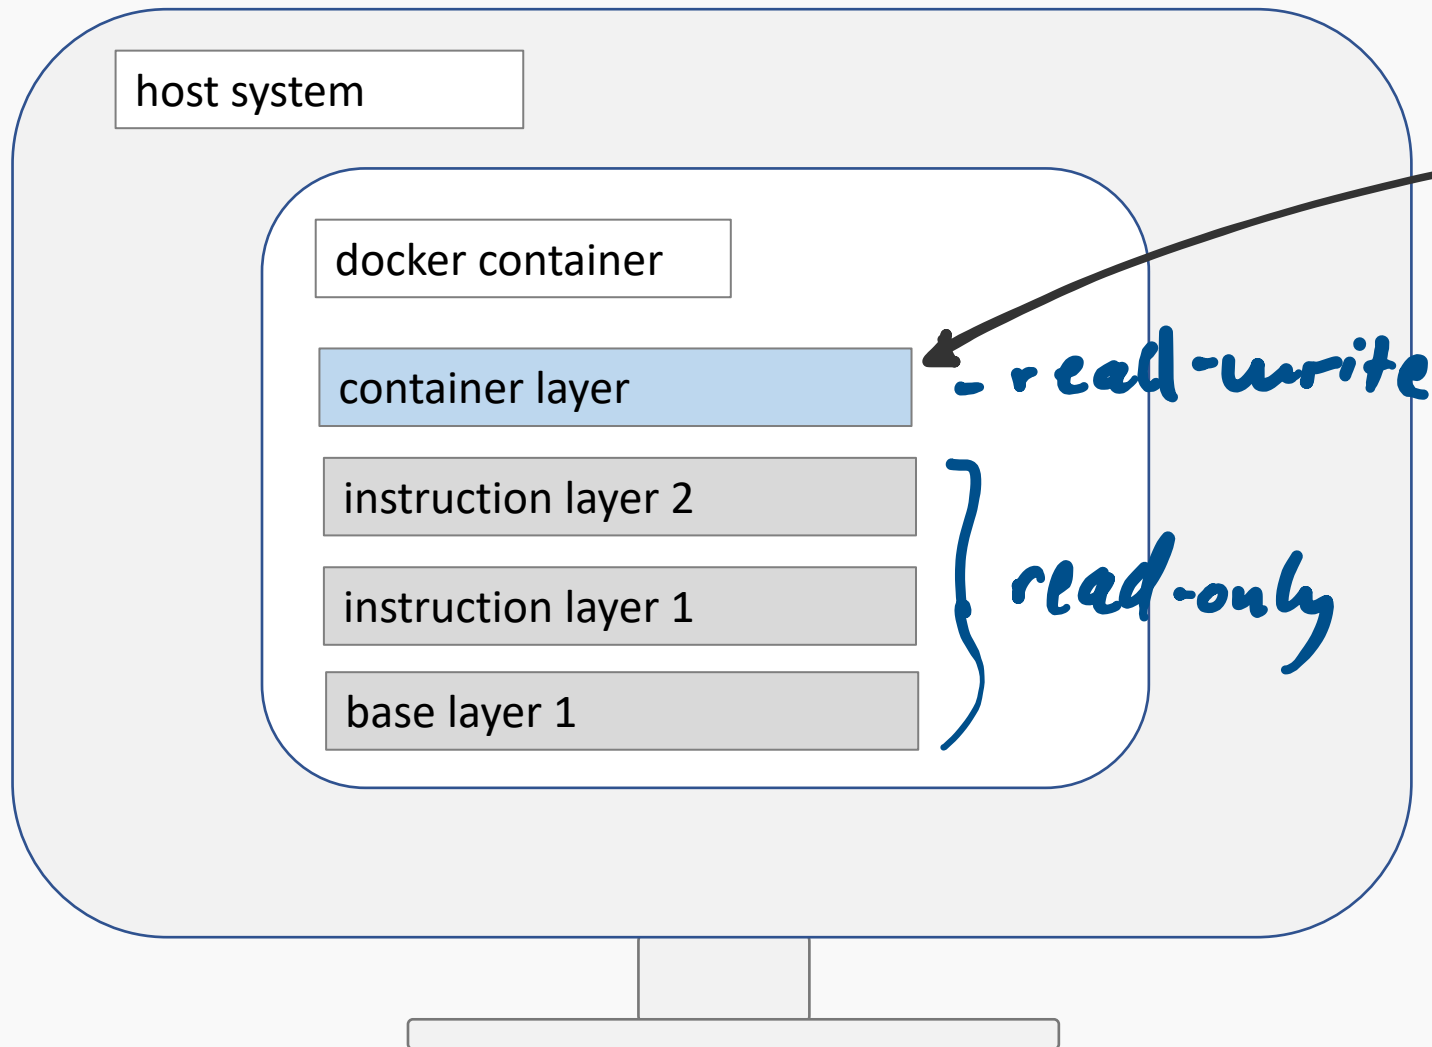 host system
docker container
container layer
- read-write
instruction layer 2
instruction layer 1
read-only
base layer 1